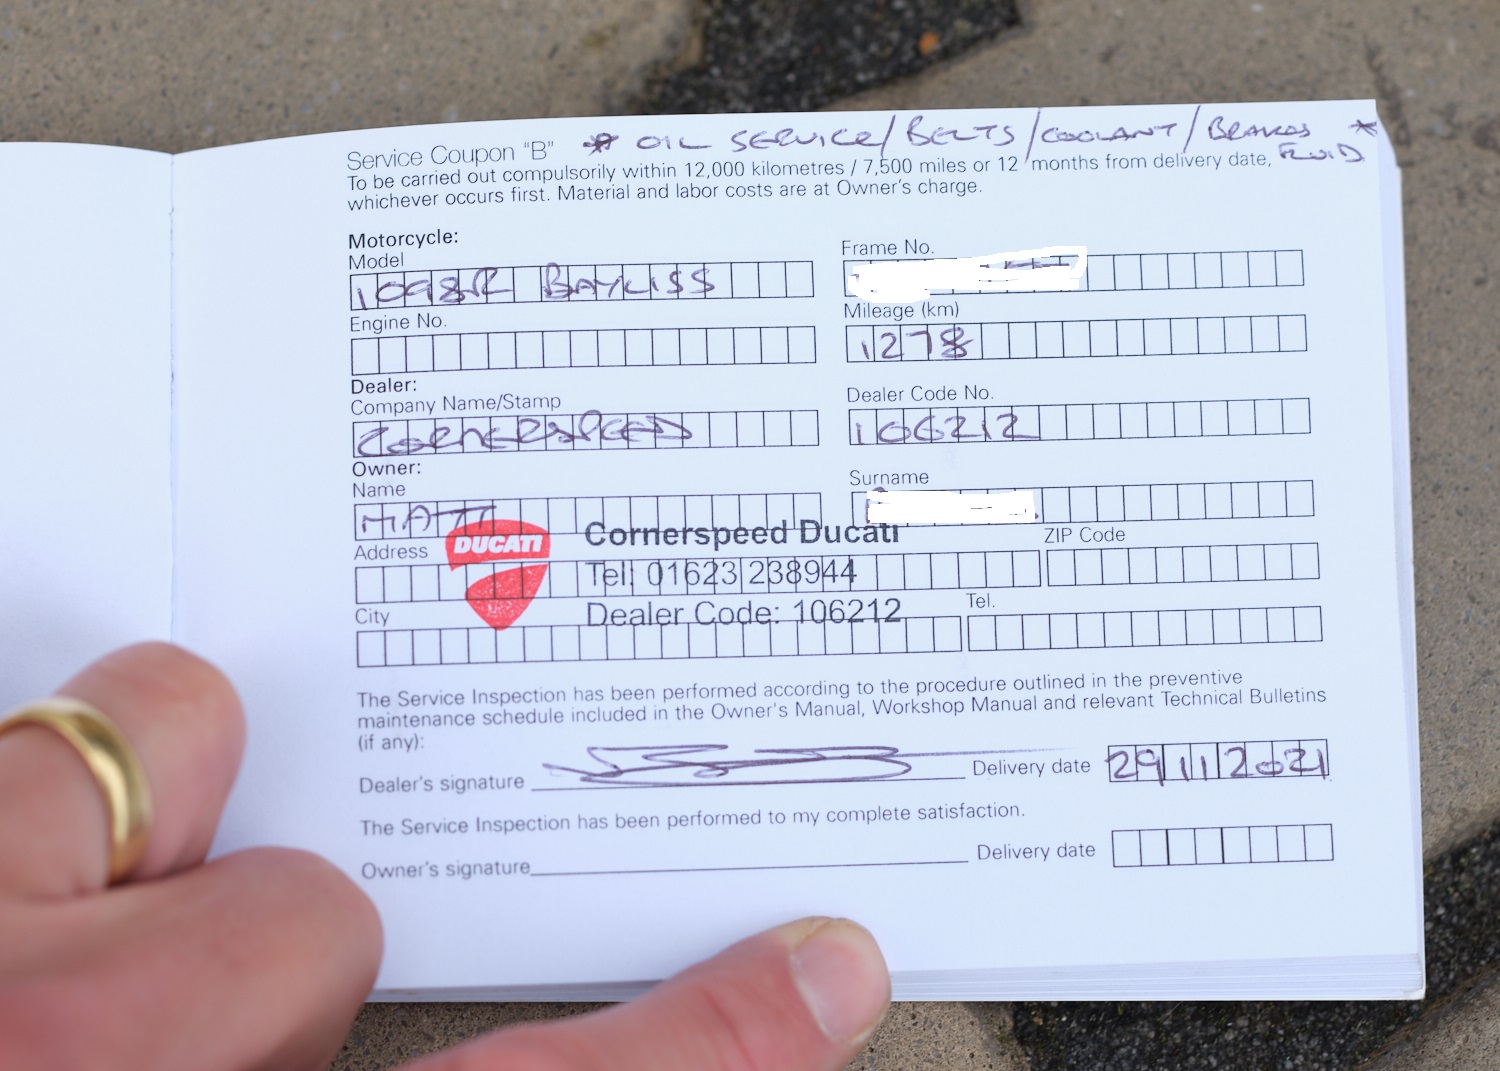 Service Coupon "B" * OIL SERVICE/BELTS/COOLANT/BRAKES *
FLUID
To be carried out compulsorily within 12,000 kilometres / 7,500 miles or 12 months from delivery date,
whichever occurs first. Material and labor costs are at Owner's charge.
Motorcycle:
Model
1098R BAYLISS
Frame No.
Engine No.
Mileage (km)
1278
Dealer:
Company Name/Stamp
CORNERSPEED
Dealer Code No.
106212
Owner:
Name
MATT
Surname
Address
ZIP Code
DUCATI
Cornerspeed Ducati
Tel: 01623 238944
Dealer Code: 106212
City
Tel.
The Service Inspection has been performed according to the procedure outlined in the preventive
maintenance schedule included in the Owner's Manual, Workshop Manual and relevant Technical Bulletins
(if any):
Dealer's signature
Delivery date
29112021
The Service Inspection has been performed to my complete satisfaction.
Owner's signature
Delivery date